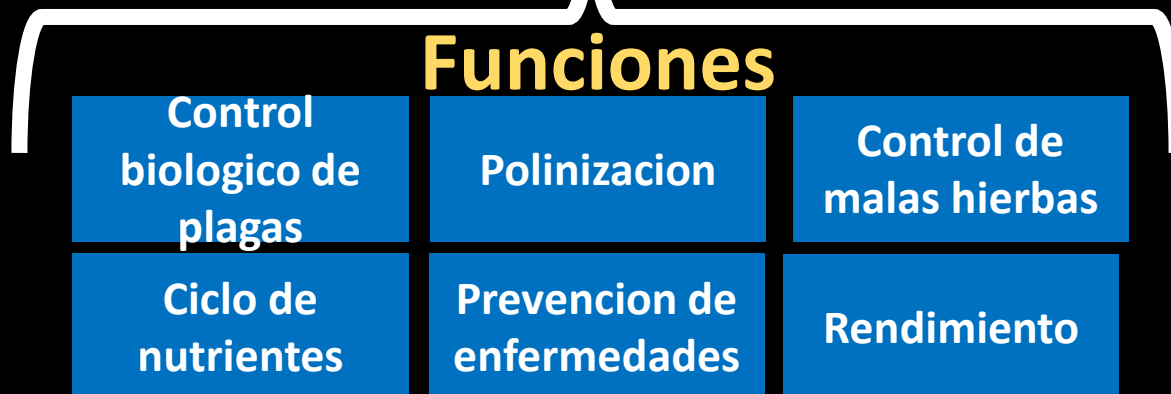 Funciones
Control
biologico de
plagas
Polinizacion
Control de
malas hierbas
Ciclo de
nutrientes
Prevencion de
enfermedades
Rendimiento